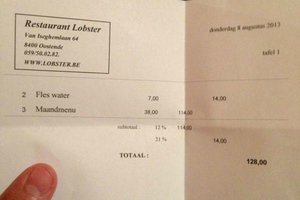 Restaurant Lobster
Van Iseghemlaan 64
8400 Oostende
059/50.02.82.
WWW.LOBSTER.BE
donderdag 8 augustus 2013
tafel 1
2 Fles water 7,00 14,00
3 Maandmenu 38,00 114,00
subtotaal : 12 % 114,00
21 % 14,00
TOTAAL : 128,00